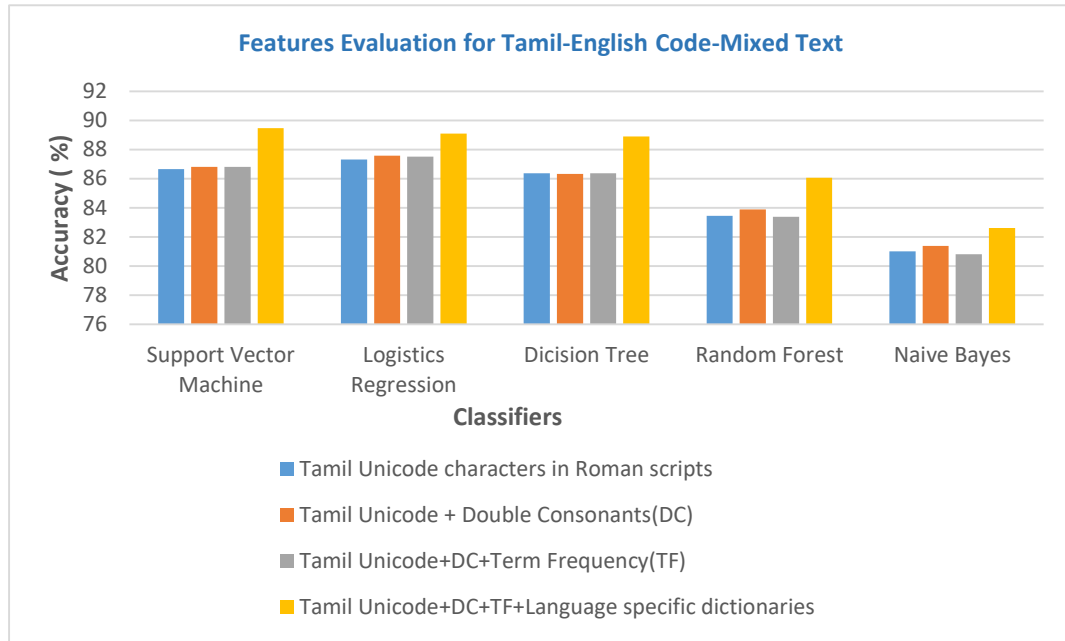 Features Evaluation for Tamil-English Code-Mixed Text
92
90
88
86
84
82
80
78
76
Accuracy ( %)
Support Vector
Machine
Logistics
Regression
Dicision Tree
Random Forest
Naive Bayes
Classifiers
Tamil Unicode characters in Roman scripts
Tamil Unicode + Double Consonants(DC)
Tamil Unicode+DC+Term Frequency(TF)
Tamil Unicode+DC+TF+Language specific dictionaries